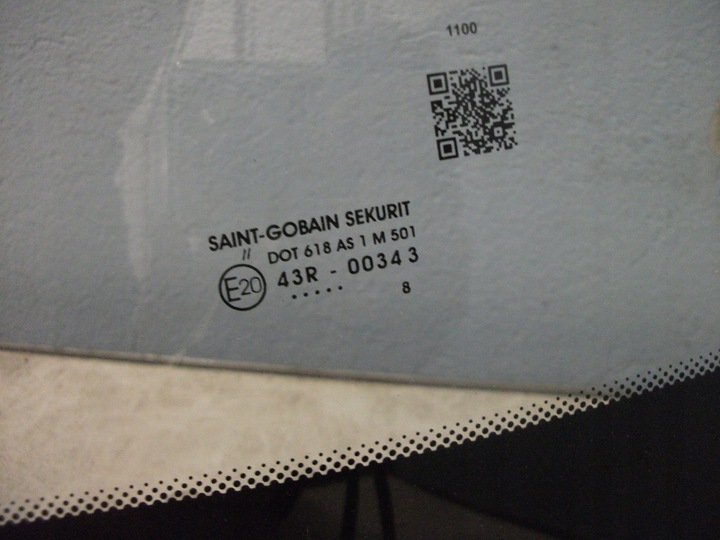 1100
SAINT-GOBAIN SEKURIT
// DOT 618 AS 1 M 501
E20 43R - 00343
. . . . . 8